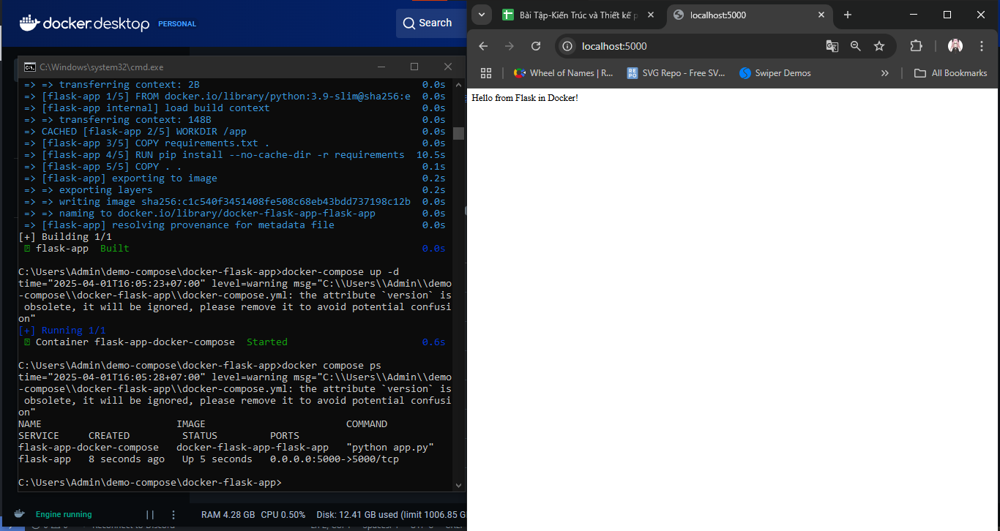 docker desktop PERSONAL
Search
C:\Windows\system32\cmd.exe
=> => transferring context: 2B 0.0s
=> [flask-app 1/5] FROM docker.io/library/python:3.9-slim@sha256:e 0.0s
=> [flask-app internal] load build context 0.0s
=> => transferring context: 148B 0.0s
=> CACHED [flask-app 2/5] WORKDIR /app 0.0s
=> [flask-app 3/5] COPY requirements.txt . 0.0s
=> [flask-app 4/5] RUN pip install --no-cache-dir -r requirements 10.5s
=> [flask-app 5/5] COPY . . 0.1s
=> [flask-app] exporting to image 0.2s
=> => exporting layers 0.2s
=> => writing image sha256:c1c540f3451408fe508c68eb43bdd737198c12b 0.0s
=> => naming to docker.io/library/docker-flask-app-flask-app 0.0s
=> [flask-app] resolving provenance for metadata file 0.0s
[+] Building 1/1
flask-app Built 0.0s
C:\Users\Admin\demo-compose\docker-flask-app>docker-compose up -d
time="2025-04-01T16:05:23+07:00" level=warning msg="C:\\Users\\Admin\\demo
-compose\\docker-flask-app\\docker-compose.yml: the attribute `version` is
obsolete, it will be ignored, please remove it to avoid potential confusi
on"
[+] Running 1/1
Container flask-app-docker-compose Started 0.6s
C:\Users\Admin\demo-compose\docker-flask-app>docker compose ps
time="2025-04-01T16:05:28+07:00" level=warning msg="C:\\Users\\Admin\\demo
-compose\\docker-flask-app\\docker-compose.yml: the attribute `version` is
obsolete, it will be ignored, please remove it to avoid potential confusi
on"
NAME IMAGE COMMAND
SERVICE CREATED STATUS PORTS
flask-app-docker-compose docker-flask-app-flask-app "python app.py"
flask-app 8 seconds ago Up 5 seconds 0.0.0.0:5000->5000/tcp
C:\Users\Admin\demo-compose\docker-flask-app>
Engine running
RAM 4.28 GB CPU 0.50% Disk: 12.41 GB used (limit 1006.85 G
Bài Tập-Kiến Trúc và Thiết kế p
localhost:5000
localhost:5000
Wheel of Names | R...
SVG Repo - Free SV...
Swiper Demos
All Bookmarks
Hello from Flask in Docker!